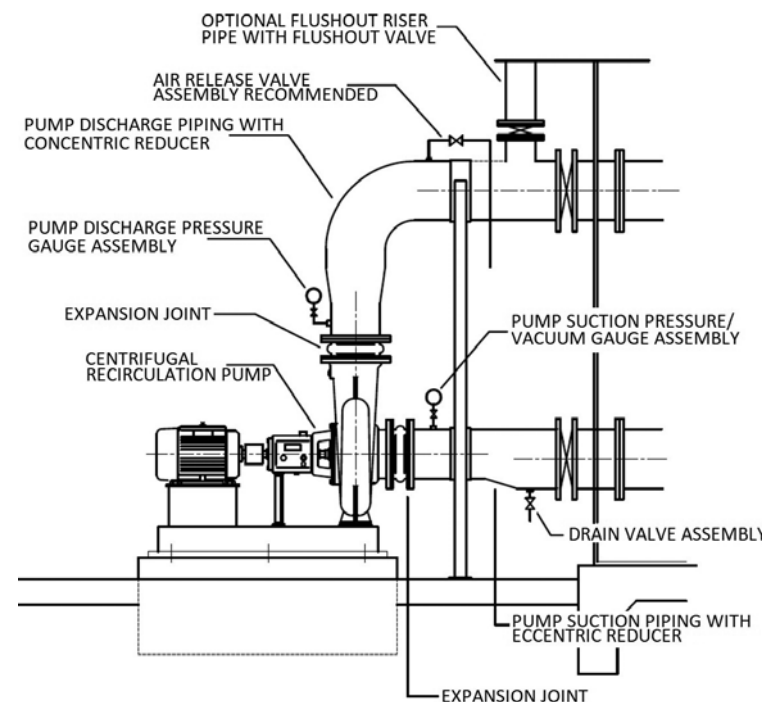 OPTIONAL FLUSHOUT RISER
PIPE WITH FLUSHOUT VALVE
AIR RELEASE VALVE
ASSEMBLY RECOMMENDED
PUMP DISCHARGE PIPING WITH
CONCENTRIC REDUCER
PUMP DISCHARGE PRESSURE
GAUGE ASSEMBLY
EXPANSION JOINT
PUMP SUCTION PRESSURE/
VACUUM GAUGE ASSEMBLY
CENTRIFUGAL
RECIRCULATION PUMP
DRAIN VALVE ASSEMBLY
PUMP SUCTION PIPING WITH
ECCENTRIC REDUCER
EXPANSION JOINT